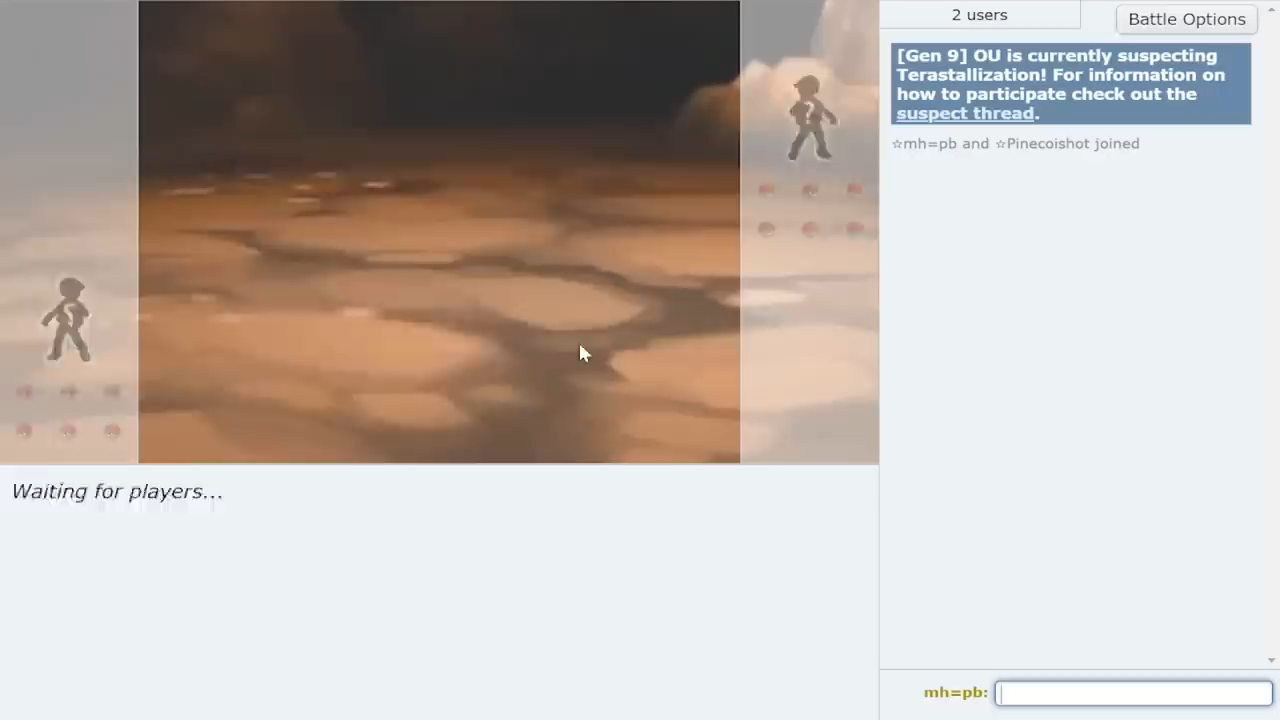 2 users
Battle Options
[Gen 9] OU is currently suspecting
Terastallization! For information on
how to participate check out the
suspect thread.
☆mh=pb and ☆Pinecoishot joined
Waiting for players...
mh=pb: